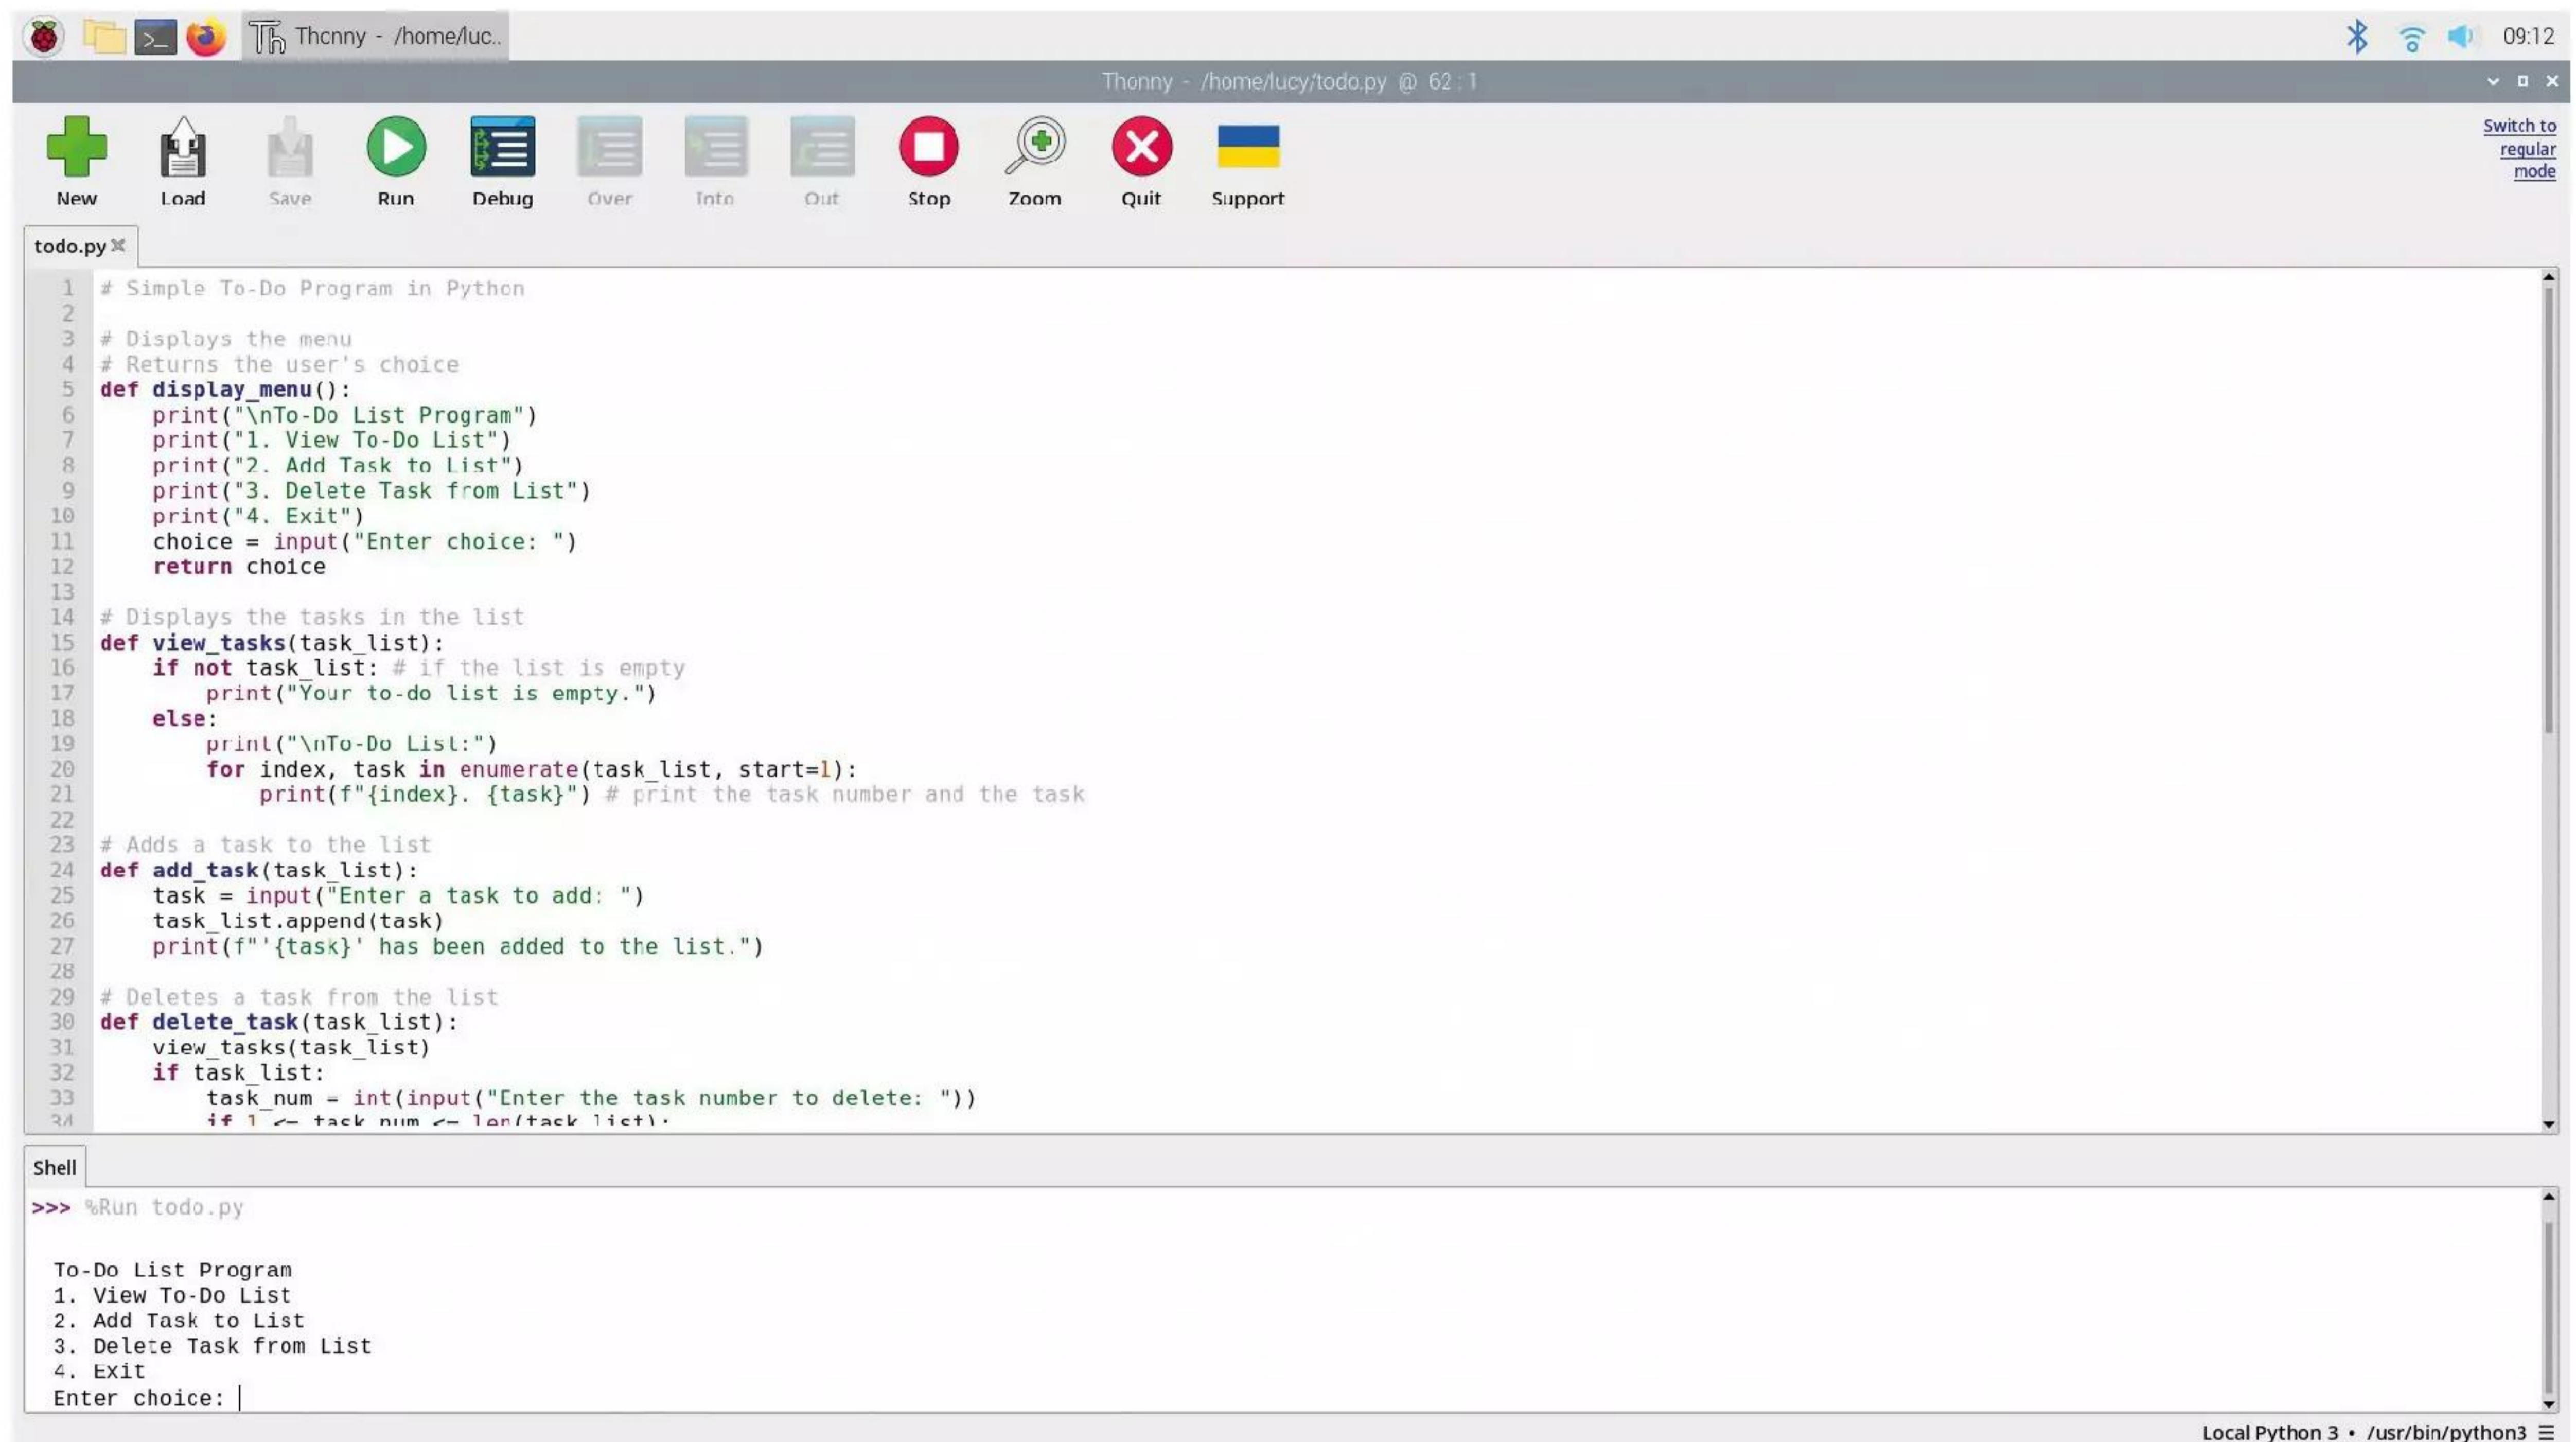 Thonny - /home/luc..
09:12
Thonny - /home/lucy/todo.py @ 62 : 1
New Load Save Run Debug Over Into Out Stop Zoom Quit Support
Switch to
regular
mode
todo.py
1 # Simple To-Do Program in Python
2
3 # Displays the menu
4 # Returns the user's choice
5 def display_menu():
6     print("\nTo-Do List Program")
7     print("1. View To-Do List")
8     print("2. Add Task to List")
9     print("3. Delete Task from List")
10     print("4. Exit")
11     choice = input("Enter choice: ")
12     return choice
13
14 # Displays the tasks in the list
15 def view_tasks(task_list):
16     if not task_list: # if the list is empty
17         print("Your to-do list is empty.")
18     else:
19         print("\nTo-Do List:")
20         for index, task in enumerate(task_list, start=1):
21             print(f"{index}. {task}") # print the task number and the task
22
23 # Adds a task to the list
24 def add_task(task_list):
25     task = input("Enter a task to add: ")
26     task_list.append(task)
27     print(f"'{task}' has been added to the list.")
28
29 # Deletes a task from the list
30 def delete_task(task_list):
31     view_tasks(task_list)
32     if task_list:
33         task_num = int(input("Enter the task number to delete: "))
34         if 1 <= task_num <= len(task_list):
Shell
>>> %Run todo.py
To-Do List Program
1. View To-Do List
2. Add Task to List
3. Delete Task from List
4. Exit
Enter choice:
Local Python 3 • /usr/bin/python3 ☰